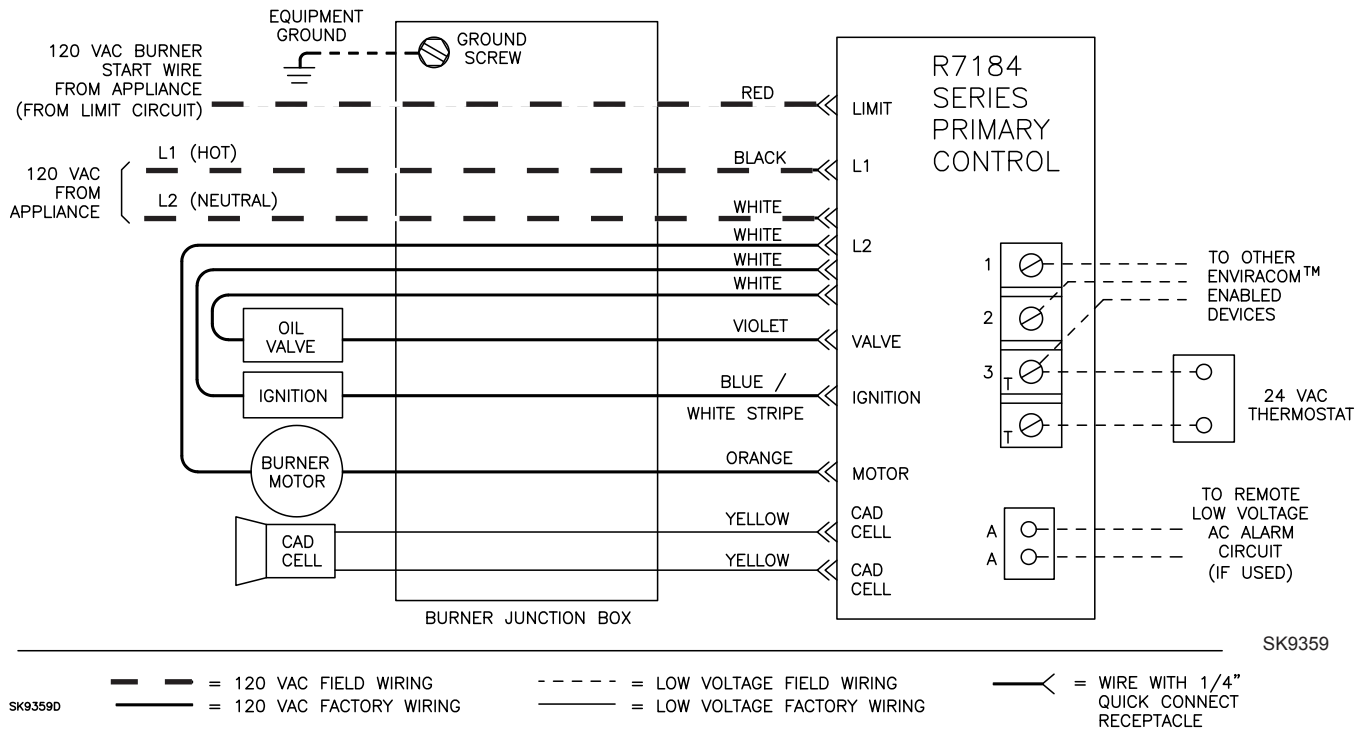 EQUIPMENT
GROUND
GROUND
SCREW
120 VAC BURNER
START WIRE
FROM APPLIANCE
(FROM LIMIT CIRCUIT)
RED
LIMIT
R7184
SERIES
PRIMARY
CONTROL
L1 (HOT)
BLACK
L1
120 VAC
FROM
APPLIANCE
L2 (NEUTRAL)
WHITE
WHITE
L2
WHITE
WHITE
OIL
VALVE
VIOLET
VALVE
IGNITION
BLUE /
WHITE STRIPE
IGNITION
BURNER
MOTOR
ORANGE
MOTOR
CAD
CELL
YELLOW
CAD
CELL
YELLOW
CAD
CELL
1
2
3
T
T
TO OTHER
ENVIRACOM™
ENABLED
DEVICES
24 VAC
THERMOSTAT
A
A
TO REMOTE
LOW VOLTAGE
AC ALARM
CIRCUIT
(IF USED)
BURNER JUNCTION BOX
SK9359
= 120 VAC FIELD WIRING
= 120 VAC FACTORY WIRING
= LOW VOLTAGE FIELD WIRING
= LOW VOLTAGE FACTORY WIRING
= WIRE WITH 1/4”
QUICK CONNECT
RECEPTACLE
SK9359D